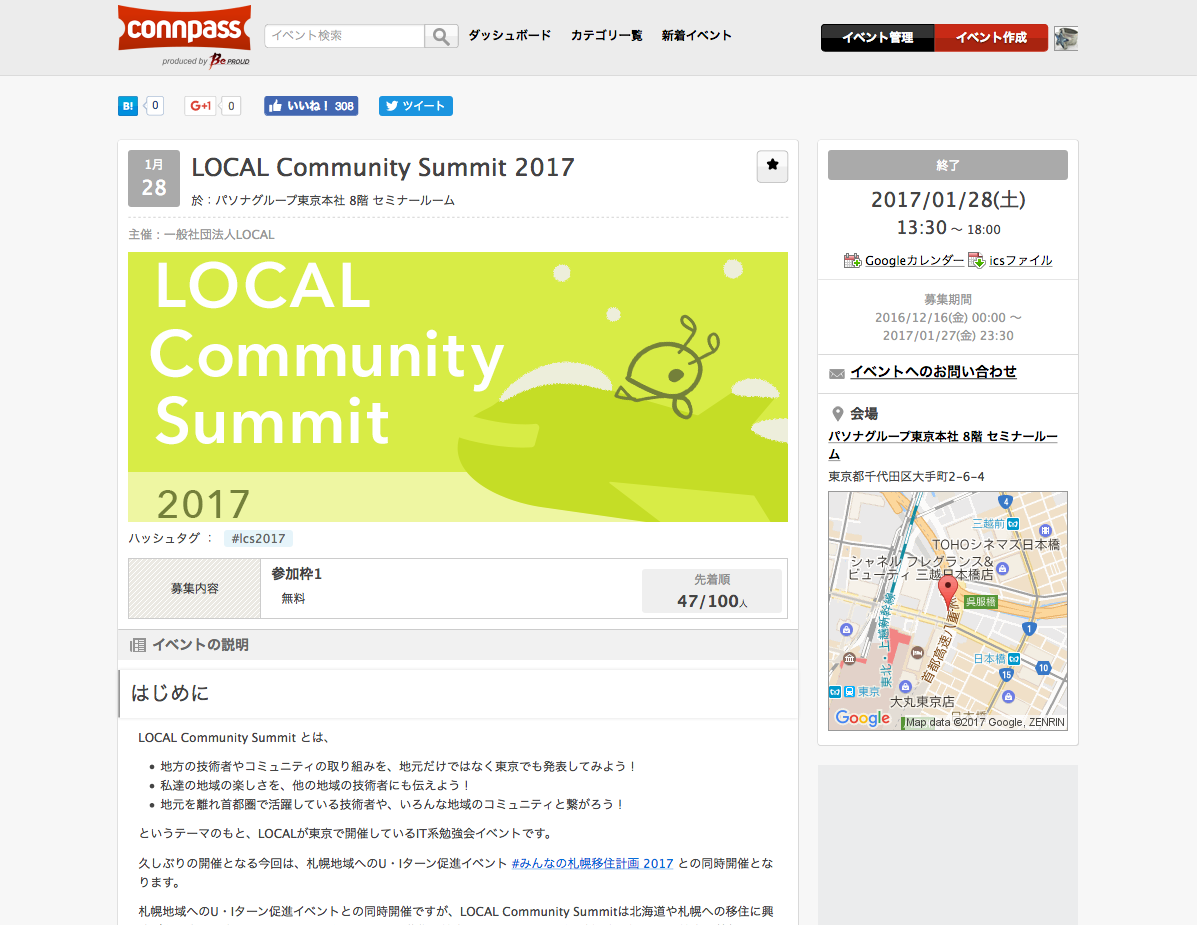 connpass
produced by BePROUD
イベント検索
ダッシュボード
カテゴリ一覧
新着イベント
イベント管理
イベント作成
B!
0
G+1
0
いいね！ 308
ツイート
1月
28
LOCAL Community Summit 2017
於：パソナグループ東京本社 8階 セミナールーム
主催：一般社団法人LOCAL
LOCAL
Community
Summit
2017
ハッシュタグ ：
#lcs2017
募集内容
参加枠1
無料
先着順
47/100人
イベントの説明
はじめに
LOCAL Community Summit とは、
地方の技術者やコミュニティの取り組みを、地元だけではなく東京でも発表してみよう！
私達の地域の楽しさを、他の地域の技術者にも伝えよう！
地元を離れ首都圏で活躍している技術者や、いろんな地域のコミュニティと繋がろう！
というテーマのもと、LOCALが東京で開催しているIT系勉強会イベントです。
久しぶりの開催となる今回は、札幌地域へのU・Iターン促進イベント #みんなの札幌移住計画 2017 との同時開催とな
ります。
札幌地域へのU・Iターン促進イベントとの同時開催ですが、LOCAL Community Summitは北海道や札幌への移住に興
終了
2017/01/28(土)
13:30 ～ 18:00
Googleカレンダー
icsファイル
募集期間
2016/12/16(金) 00:00 ～
2017/01/27(金) 23:30
イベントへのお問い合わせ
会場
パソナグループ東京本社 8階 セミナールー
ム
東京都千代田区大手町2-6-4
4
三越前
TOHOシネマズ日本橋
シャネル フレグランス&
ビューティ 三越日本橋店
呉服橋
東北・上越新幹線
首都高速八重
1
日本橋
10
15
東京
大丸東京店
Google
Map data ©2017 Google, ZENRIN